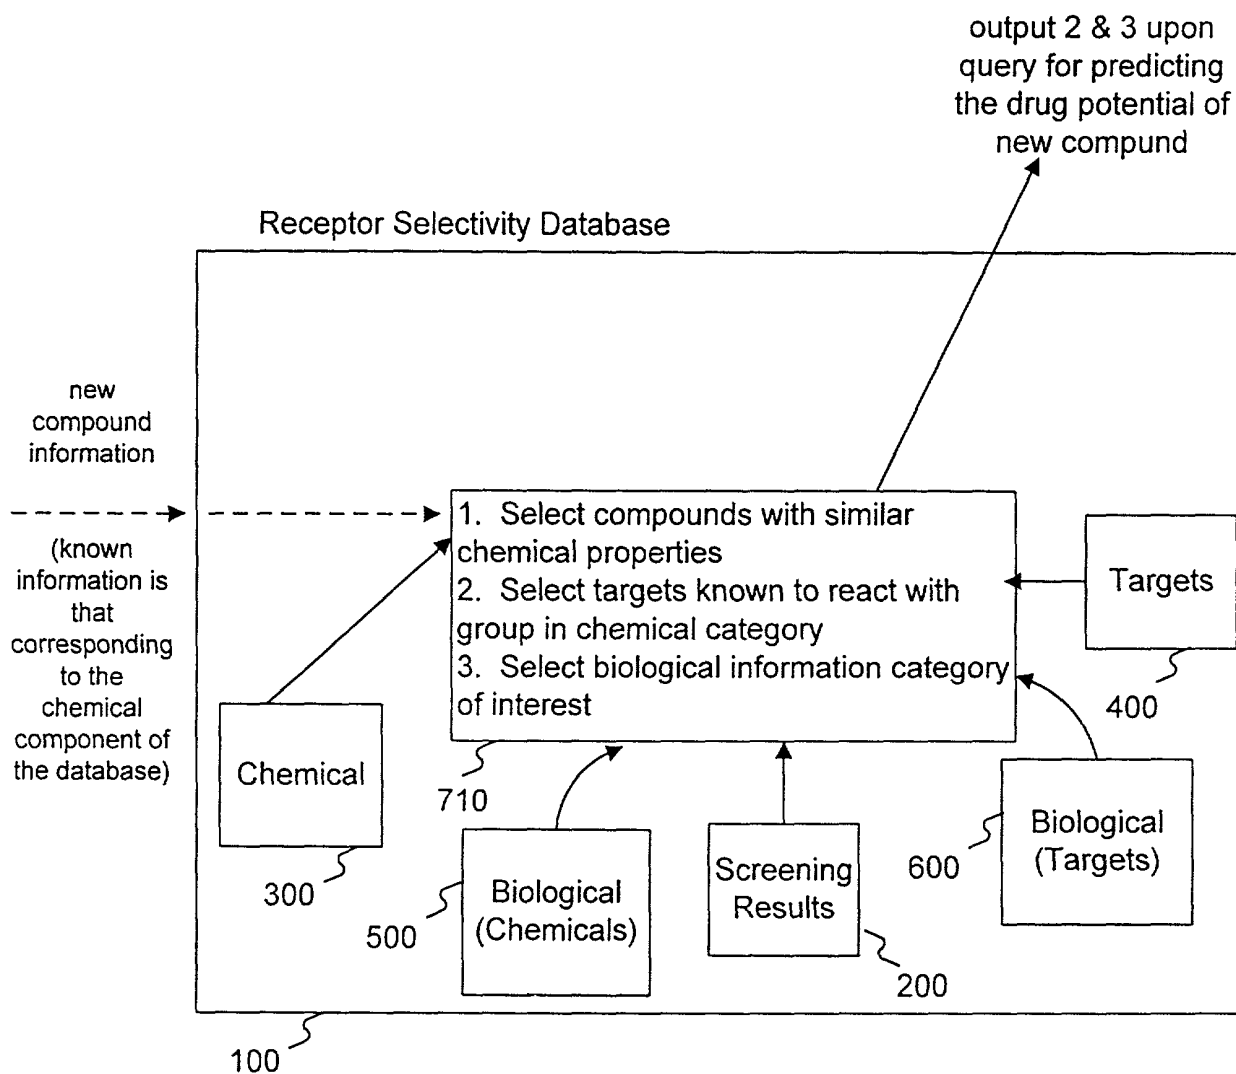 output 2 & 3 upon
query for predicting
the drug potential of
new compund
Receptor Selectivity Database
new
compound
information
(known
information is
that
corresponding
to the
chemical
component of
the database)
1. Select compounds with similar
chemical properties
2. Select targets known to react with
group in chemical category
3. Select biological information category
of interest
Targets
400
Chemical
300
710
Biological
(Chemicals)
500
Screening
Results
200
Biological
(Targets)
600
100